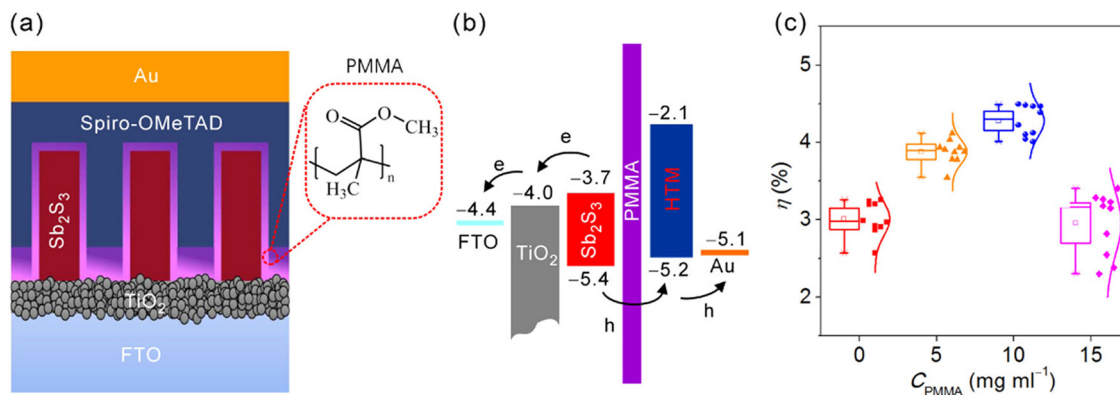 (a)
Au
Spiro-OMeTAD
Sb₂S₃
TiO₂
FTO
PMMA
O
O
CH₃
H₃C
n
(b)
e
e
−4.4
FTO
−4.0
TiO₂
−3.7
Sb₂S₃
−5.4
h
PMMA
−2.1
HTM
−5.2
h
−5.1
Au
(c)
η (%)
5
4
3
2
0 5 10 15
C_PMMA (mg ml⁻¹)